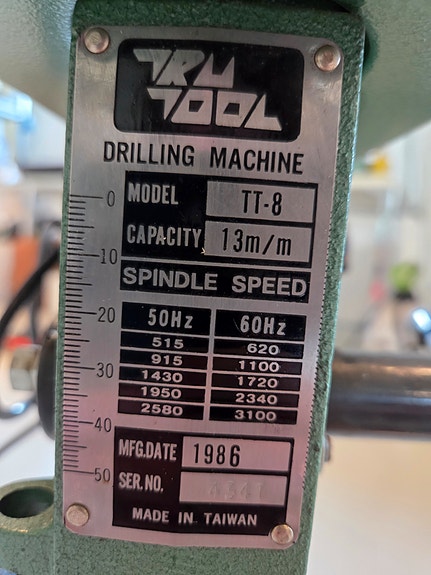 TRU
TOOL
DRILLING MACHINE
MODEL TT-8
CAPACITY 13m/m
SPINDLE SPEED
50Hz 60Hz
515 620
915 1100
1430 1720
1950 2340
2580 3100
MFG.DATE 1986
SER.NO.
MADE IN TAIWAN
0
10
20
30
40
50